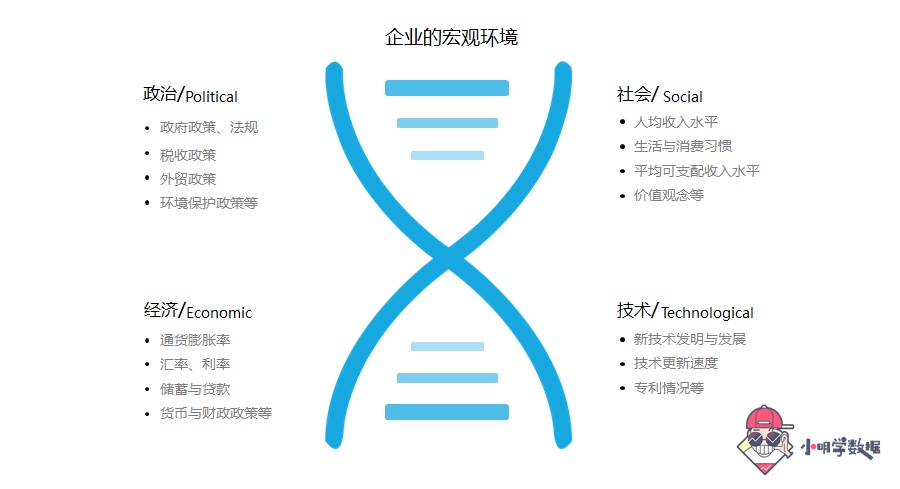 企业的宏观环境
政治/Political
政府政策、法规
税收政策
外贸政策
环境保护政策等
社会/ Social
人均收入水平
生活与消费习惯
平均可支配收入水平
价值观念等
经济/Economic
通货膨胀率
汇率、利率
储蓄与贷款
货币与财政政策等
技术/ Technological
新技术发明与发展
技术更新速度
专利情况等
小明学数据